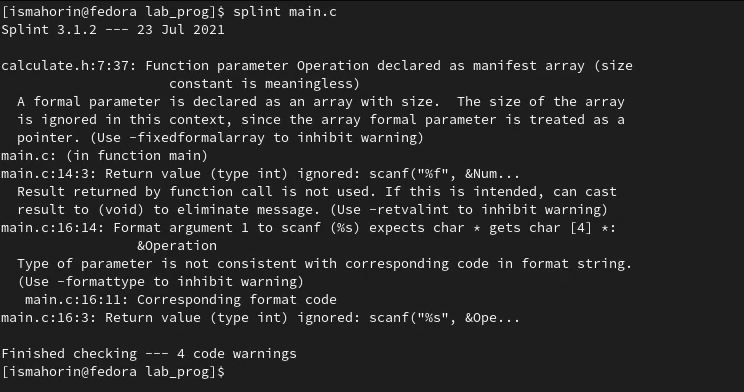 [ismahorin@fedora lab_prog]$ splint main.c
Splint 3.1.2 --- 23 Jul 2021
calculate.h:7:37: Function parameter Operation declared as manifest array (size
constant is meaningless)
A formal parameter is declared as an array with size.  The size of the array
is ignored in this context, since the array formal parameter is treated as a
pointer. (Use -fixedformalarray to inhibit warning)
main.c: (in function main)
main.c:14:3: Return value (type int) ignored: scanf("%f", &Num...
Result returned by function call is not used. If this is intended, can cast
result to (void) to eliminate message. (Use -retvalint to inhibit warning)
main.c:16:14: Format argument 1 to scanf (%s) expects char * gets char [4] *:
&Operation
Type of parameter is not consistent with corresponding code in format string.
(Use -formattype to inhibit warning)
main.c:16:11: Corresponding format code
main.c:16:3: Return value (type int) ignored: scanf("%s", &Ope...
Finished checking --- 4 code warnings
[ismahorin@fedora lab_prog]$